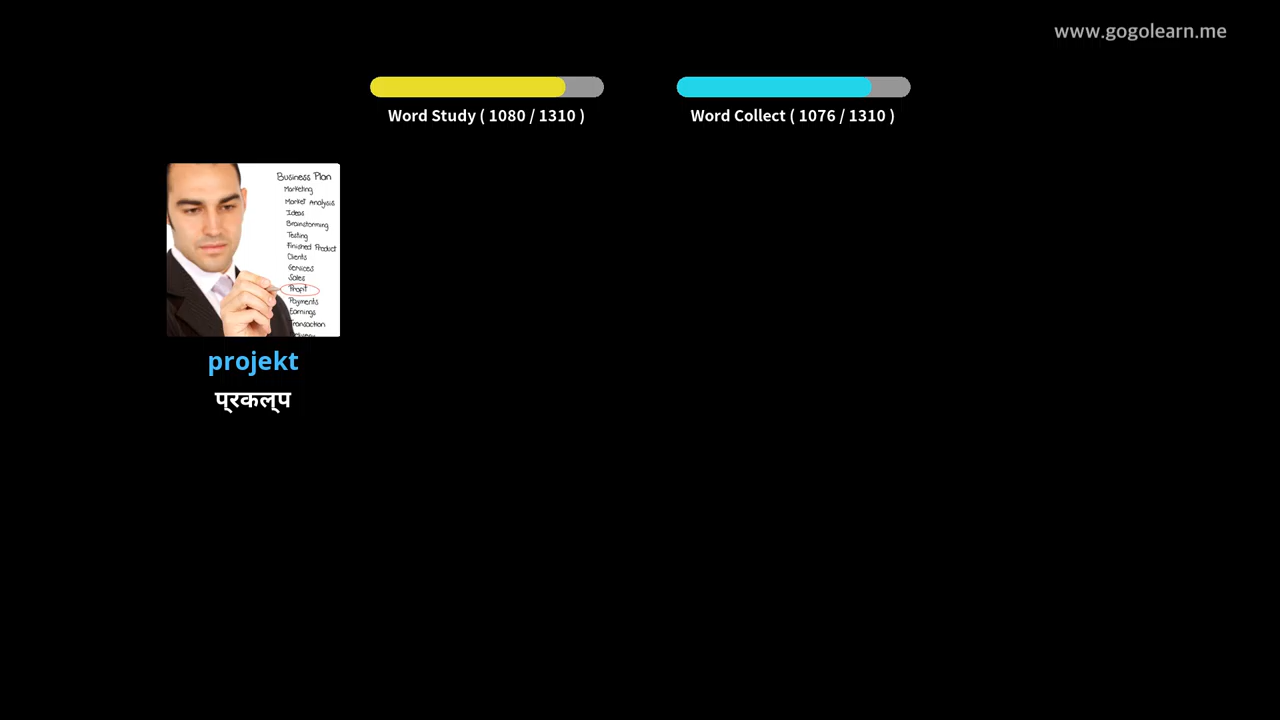 www.gogolearn.me
Word Study ( 1080 / 1310 )
Word Collect ( 1076 / 1310 )
Business Plan
Marketing
Market Analysis
Ideas
Brainstorming
Testing
Finished Product
Clients
Services
Sales
Profit
Payments
Earnings
Transaction
Delivery
projekt
प्रकल्प